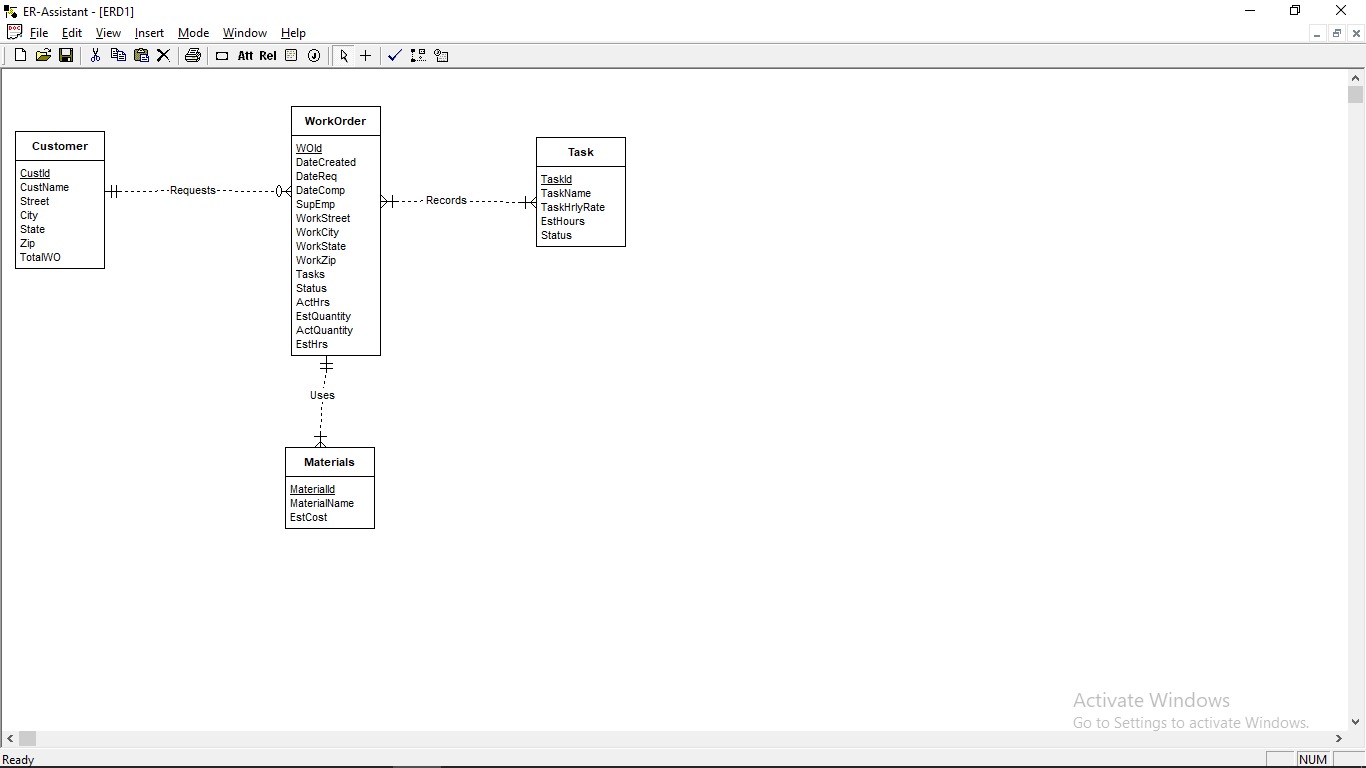 ER-Assistant - [ERD1]
File Edit View Insert Mode Window Help
Att Rel J
Customer
CustId
CustName
Street
City
State
Zip
TotalWO
Requests
WorkOrder
WOId
DateCreated
DateReq
DateComp
SupEmp
WorkStreet
WorkCity
WorkState
WorkZip
Tasks
Status
ActHrs
EstQuantity
ActQuantity
EstHrs
Records
Task
TaskId
TaskName
TaskHrlyRate
EstHours
Status
Uses
Materials
MaterialId
MaterialName
EstCost
Activate Windows
Go to Settings to activate Windows.
Ready
NUM